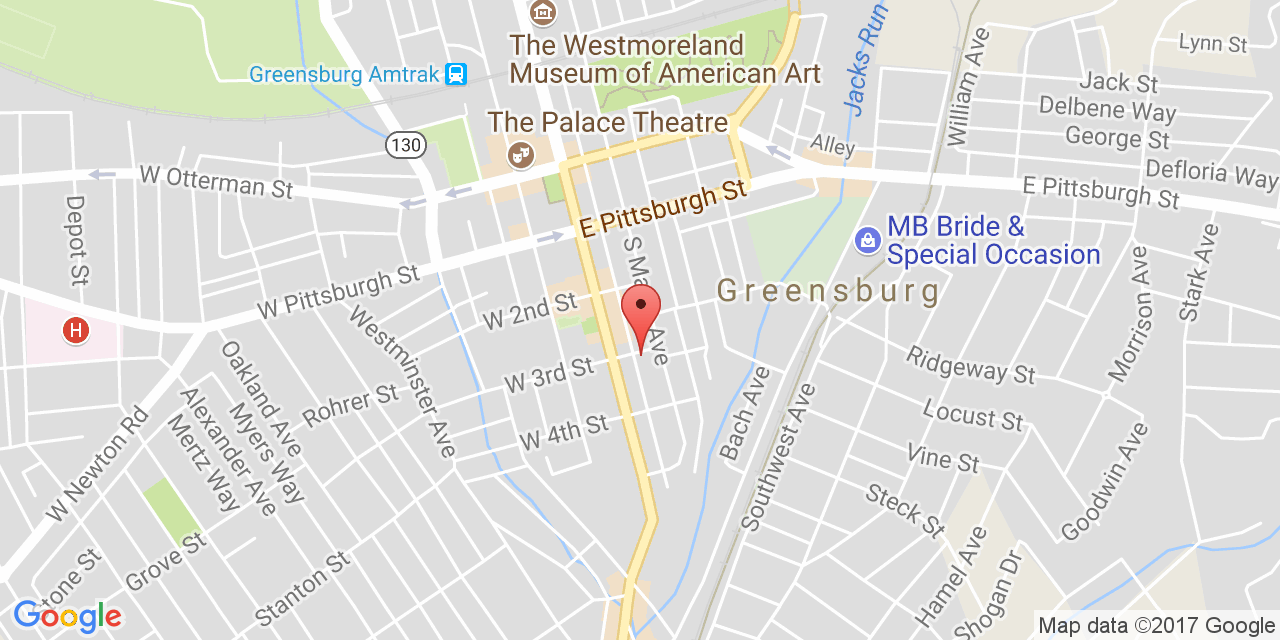 The Westmoreland
Museum of American Art
Greensburg Amtrak
The Palace Theatre
130
Jacks Run
William Ave
Lynn St
Jack St
Delbene Way
George St
Alley
Defloria Way
W Otterman St
E Pittsburgh St
E Pittsburgh St
Depot St
MB Bride &
Special Occasion
S Ma
Ave
Greensburg
Morrison Ave
Stark Ave
W Pittsburgh St
W 2nd St
H
Westminster Ave
Oakland Ave
W 3rd St
Ridgeway St
Rohrer St
Myers Way
Alexander Ave
Mertz Way
Bach Ave
Southwest Ave
Locust St
W 4th St
W Newton Rd
Vine St
Goodwin Ave
Steck St
Grove St
Stanton St
Stone St
Hamel Ave
Shogan Dr
Google
Map data ©2017 Google